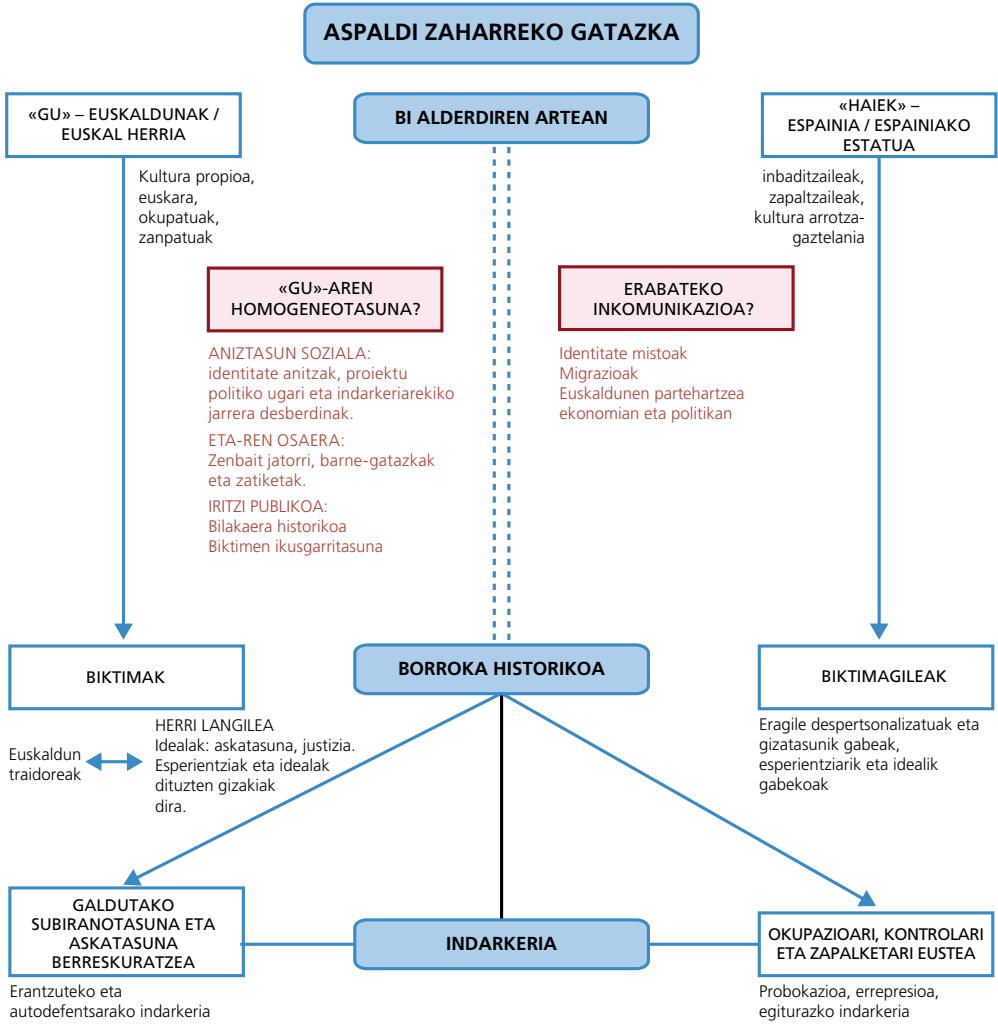 ASPALDI ZAHARREKO GATAZKA
«GU» – EUSKALDUNAK /
EUSKAL HERRIA
BI ALDERDIREN ARTEAN
«HAIEK» –
ESPAINIA / ESPAINIAKO
ESTATUA
Kultura propioa,
euskara,
okupatuak,
zanpatuak
inbaditzaileak,
zapaltzaileak,
kultura arrotza-
gaztelania
«GU»-AREN
HOMOGENEOTASUNA?
ERABATEKO
INKOMUNIKAZIOA?
ANIZTASUN SOZIALA:
identitate anitzak, proiektu
politiko ugari eta indarkeriarekiko
jarrera desberdinak.
ETA-REN OSAERA:
Zenbait jatorri, barne-gatazkak
eta zatiketak.
IRITZI PUBLIKOA:
Bilakaera historikoa
Biktimen ikusgarritasuna
Identitate mistoak
Migrazioak
Euskaldunen partehartzea
ekonomian eta politikan
BIKTIMAK
BORROKA HISTORIKOA
BIKTIMAGILEAK
Euskaldun
traidoreak
HERRI LANGILEA
Idealak: askatasuna, justizia.
Esperientziak eta idealak
dituzten gizakiak
dira.
Eragile despertsonalizatuak eta
gizatasunik gabeak,
esperientziarik eta idealik
gabekoak
GALDUTAKO
SUBIRANOTASUNA ETA
ASKATASUNA
BERRESKURATZEA
INDARKERIA
OKUPAZIOARI, KONTROLARI
ETA ZAPALKETARI EUSTEA
Erantzuteko eta
autodefentsarako indarkeria
Probokazioa, errepresioa,
egiturazko indarkeria